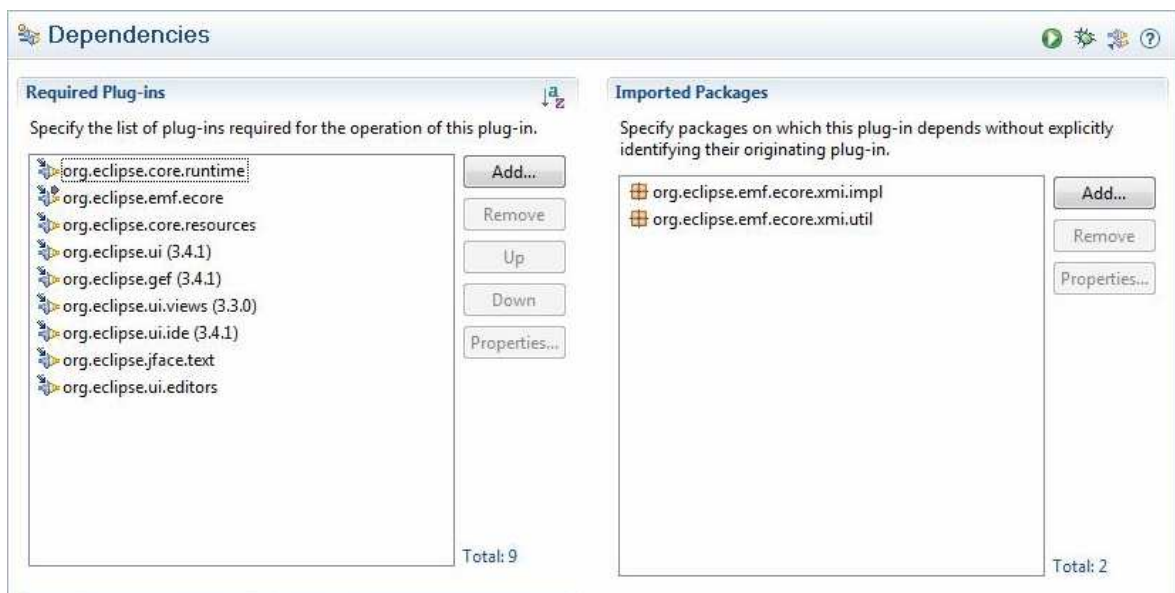 Dependencies
Required Plug-ins
Specify the list of plug-ins required for the operation of this plug-in.
org.eclipse.core.runtime
org.eclipse.emf.ecore
org.eclipse.core.resources
org.eclipse.ui (3.4.1)
org.eclipse.gef (3.4.1)
org.eclipse.ui.views (3.3.0)
org.eclipse.ui.ide (3.4.1)
org.eclipse.jface.text
org.eclipse.ui.editors
Add...
Remove
Up
Down
Properties...
Total: 9
Imported Packages
Specify packages on which this plug-in depends without explicitly
identifying their originating plug-in.
org.eclipse.emf.ecore.xmi.impl
org.eclipse.emf.ecore.xmi.util
Add...
Remove
Properties...
Total: 2